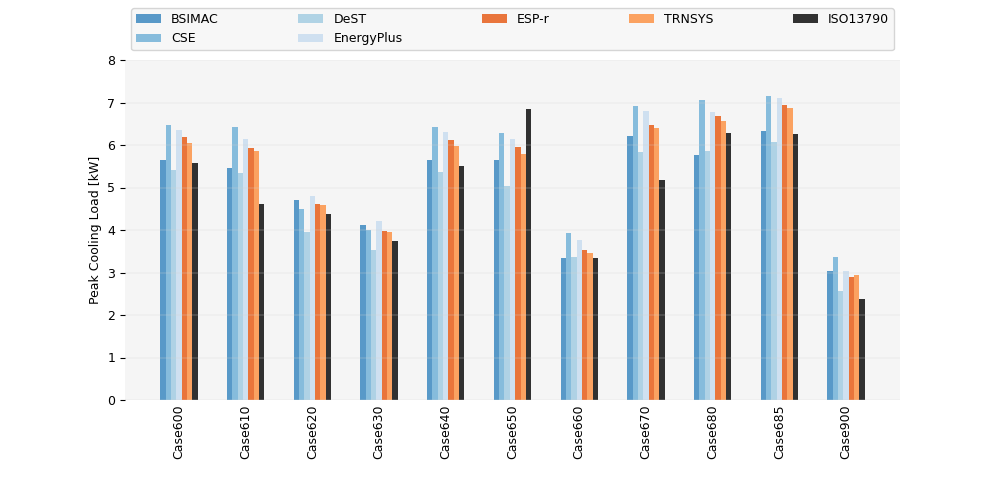 BSIMAC DeST ESP-r TRNSYS ISO13790
CSE EnergyPlus
Peak Cooling Load [kW]
8
7
6
5
4
3
2
1
0
Case600
Case610
Case620
Case630
Case640
Case650
Case660
Case670
Case680
Case685
Case900